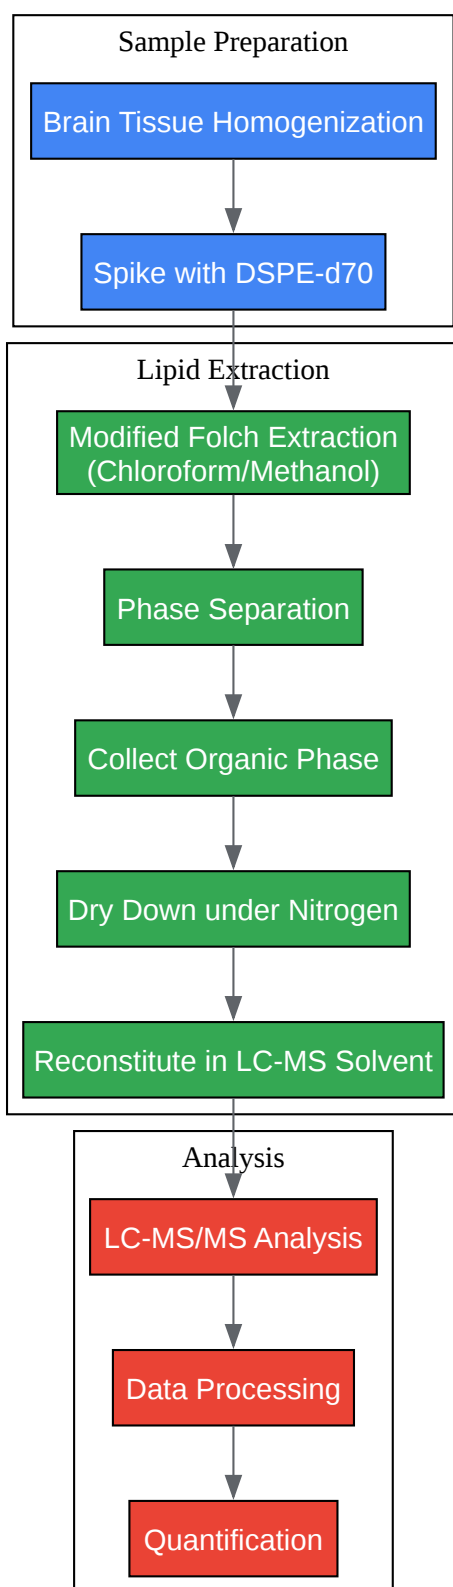 Sample Preparation
Brain Tissue Homogenization
Spike with DSPE-d70
Lipid Extraction
Modified Folch Extraction
(Chloroform/Methanol)
Phase Separation
Collect Organic Phase
Dry Down under Nitrogen
Reconstitute in LC-MS Solvent
Analysis
LC-MS/MS Analysis
Data Processing
Quantification